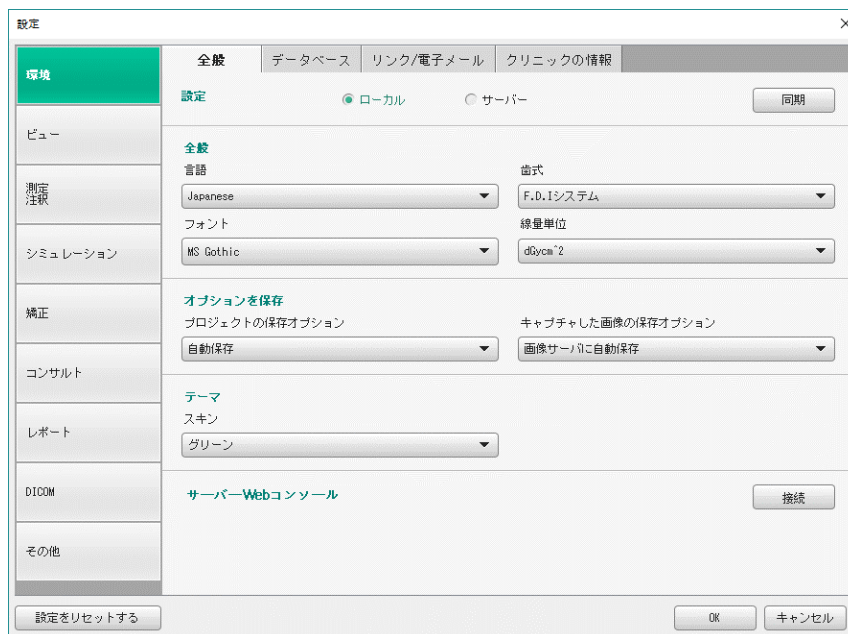 設定
環境
ビュー
測定
注釈
シミュレーション
矯正
コンサルト
レポート
DICOM
その他
全般 データベース リンク/電子メール クリニックの情報
設定 ローカル サーバー 同期
全般
言語 歯式
Japanese F.D.Iシステム
フォント 線量単位
MS Gothic dGycm^2
オプションを保存
プロジェクトの保存オプション キャプチャした画像の保存オプション
自動保存 画像サーバに自動保存
テーマ
スキン
グリーン
サーバーWebコンソール 接続
設定をリセットする OK キャンセル